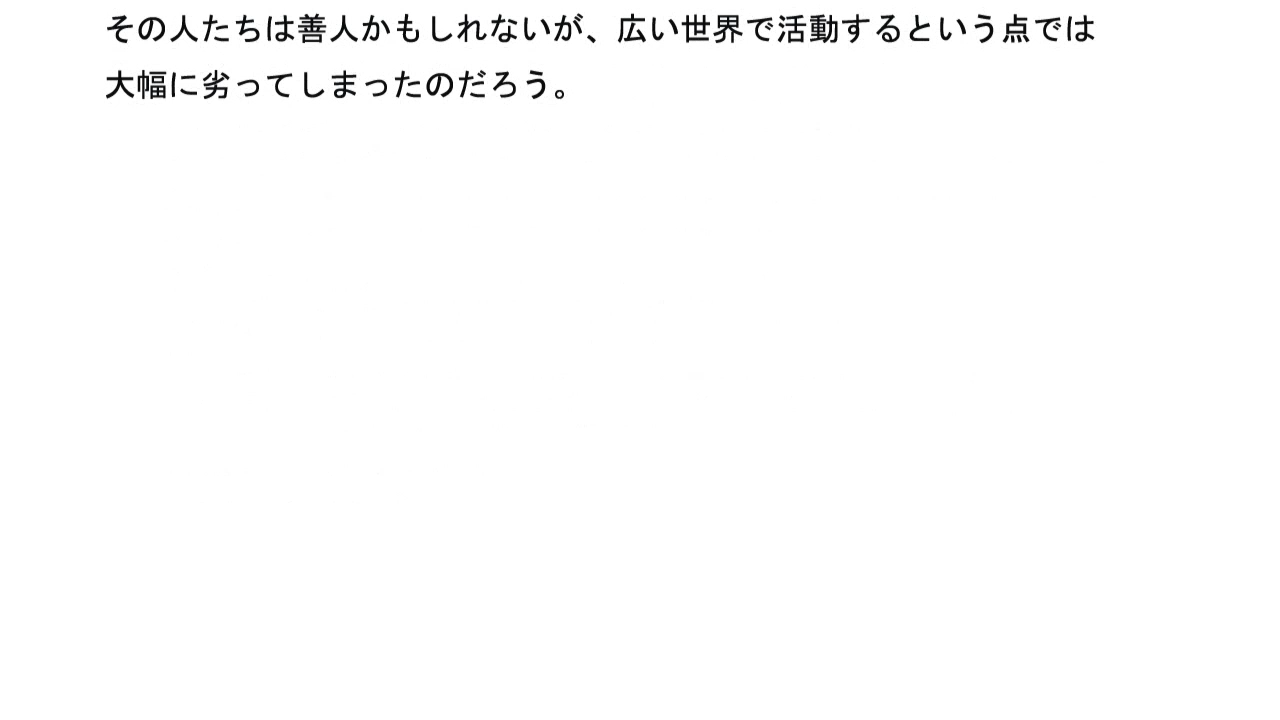 その人たちは善人かもしれないが、広い世界で活動するという点では
大幅に劣ってしまったのだろう。